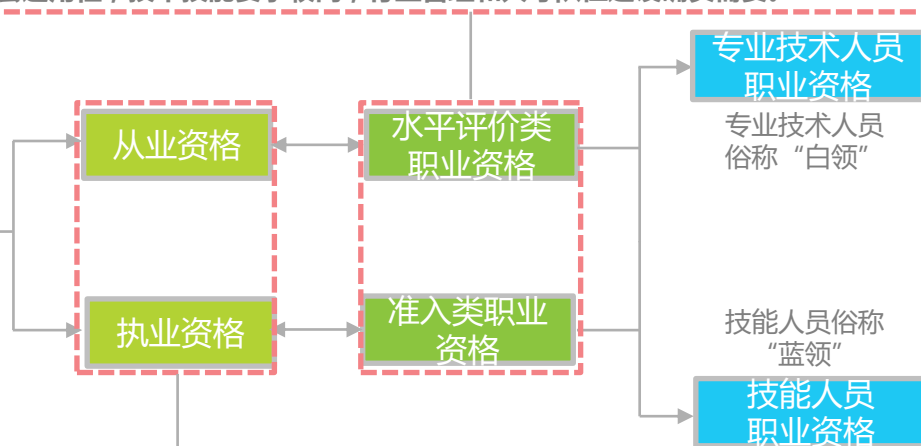 专业技术人员
职业资格
从业资格
水平评价类
职业资格
专业技术人员
俗称“白领”
执业资格
准入类职业
资格
技能人员俗称
“蓝领”
技能人员
职业资格